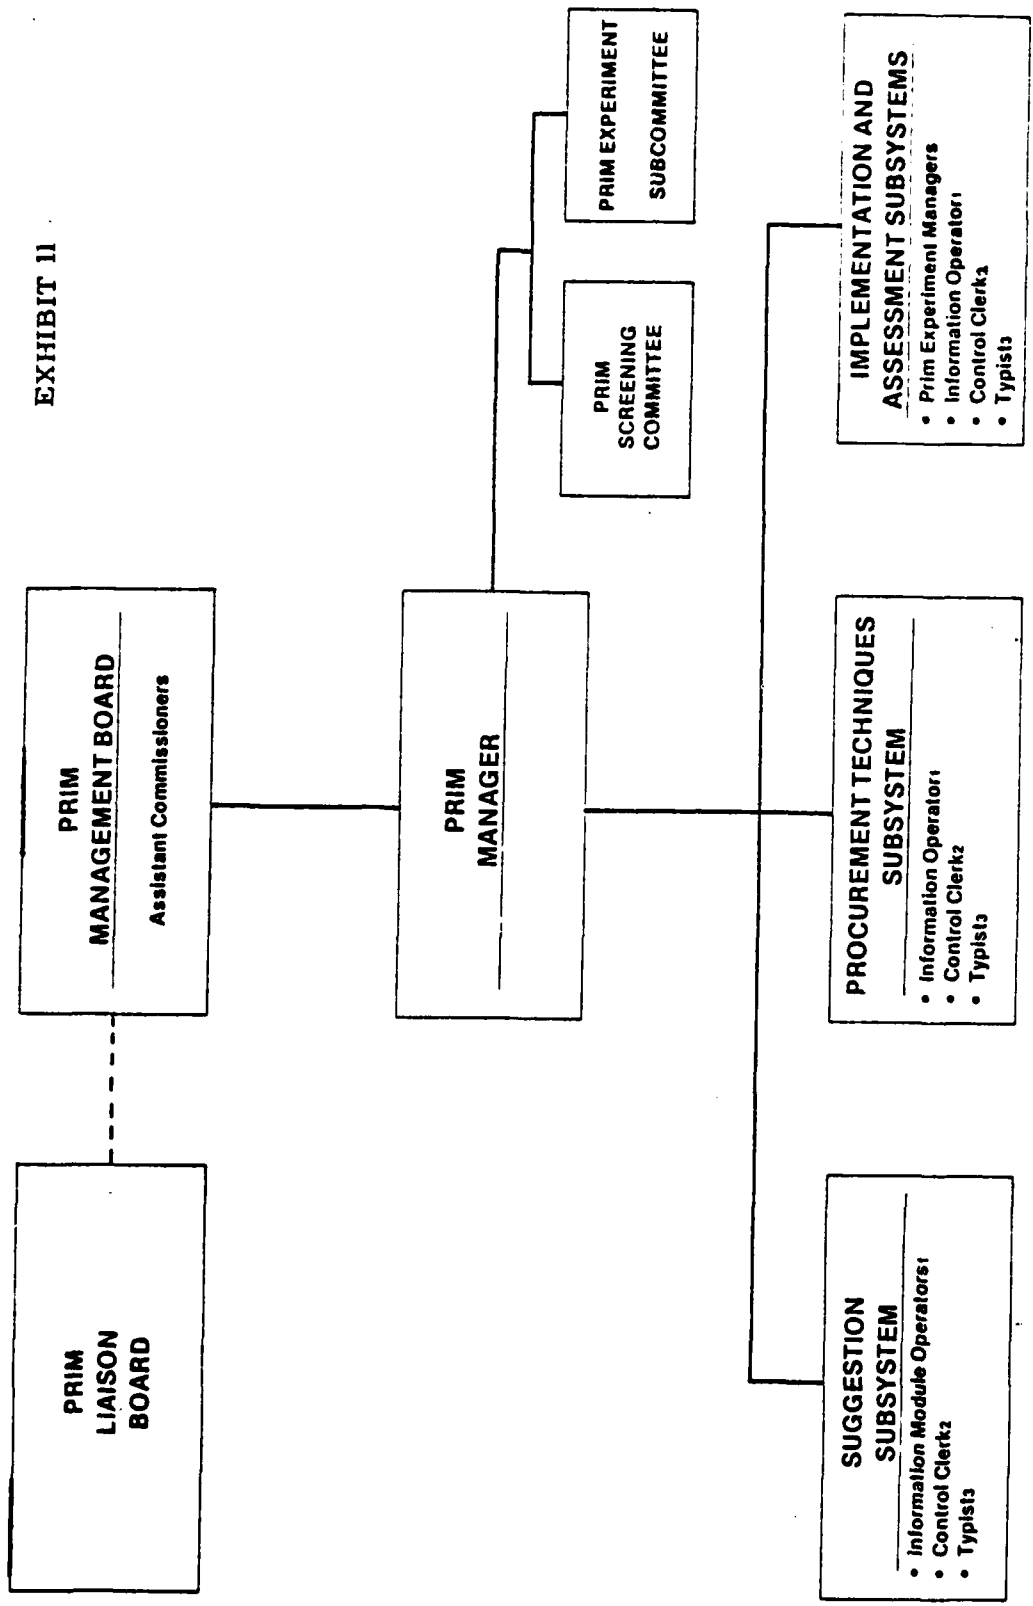 EXHIBIT 11
PRIM
LIAISON
BOARD
PRIM
MANAGEMENT BOARD
Assistant Commissioners
PRIM
MANAGER
PRIM
SCREENING
COMMITTEE
PRIM EXPERIMENT
SUBCOMMITTEE
SUGGESTION
SUBSYSTEM
• Information Module Operators1
• Control Clerk2
• Typist3
PROCUREMENT TECHNIQUES
SUBSYSTEM
• Information Operator1
• Control Clerk2
• Typist3
IMPLEMENTATION AND
ASSESSMENT SUBSYSTEMS
• Prim Experiment Managers
• Information Operator1
• Control Clerk2
• Typist3